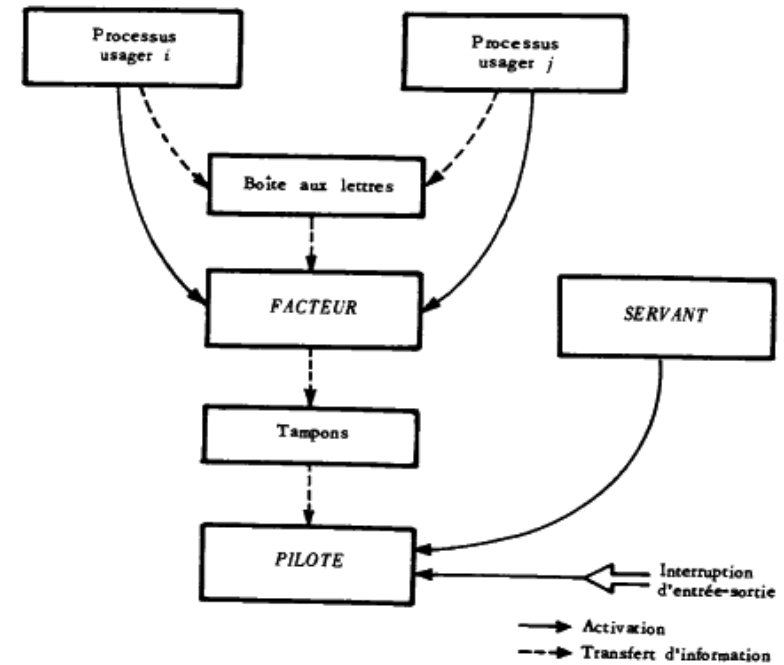 Processus
usager i
Processus
usager j
Boîte aux lettres
FACTEUR
SERVANT
Tampons
PILOTE
Interruption
d'entrée-sortie
Activation
Transfert d'information